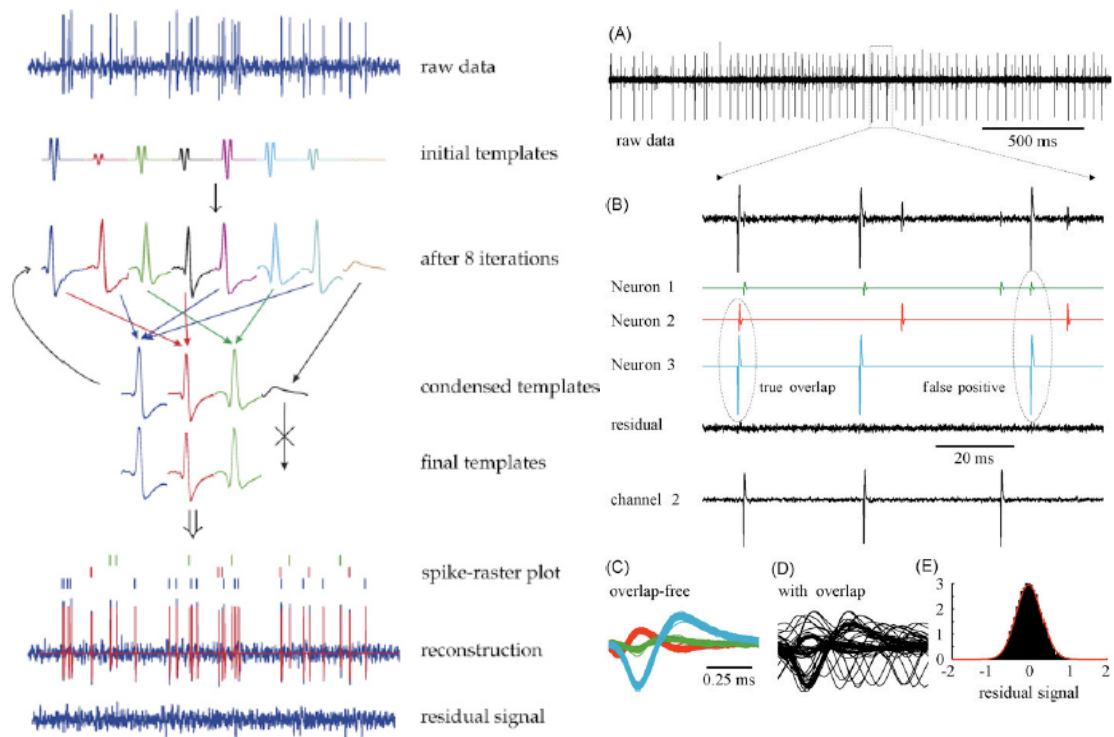 raw data
initial templates
after 8 iterations
condensed templates
final templates
spike-raster plot
reconstruction
residual signal
(A)
raw data
500 ms
(B)
Neuron 1
Neuron 2
Neuron 3
true overlap
false positive
residual
20 ms
channel 2
(C)
overlap-free
0.25 ms
(D)
with overlap
(E)
3
2
1
0
-2 -1 0 1 2
residual signal